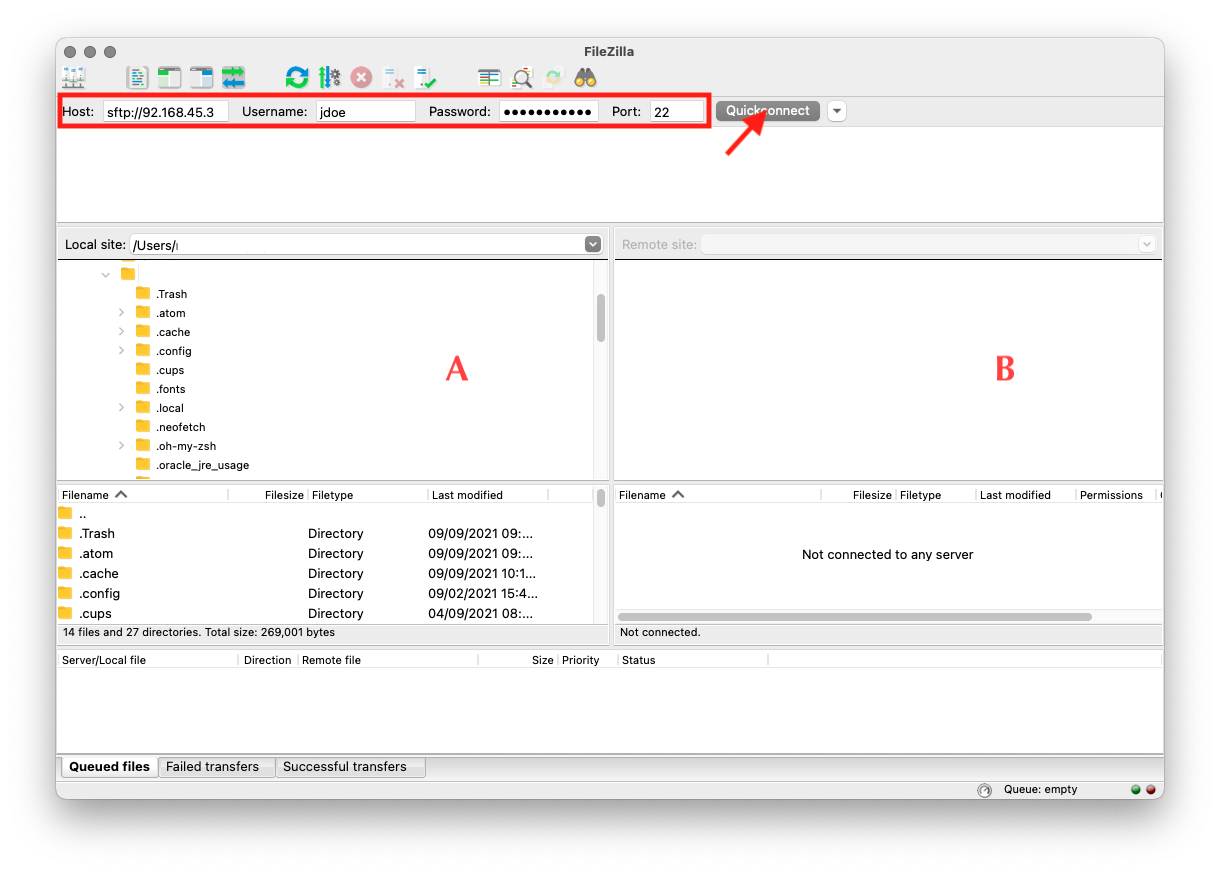 FileZilla
Host: sftp://92.168.45.3 Username: jdoe Password: ●●●●●●●●●●● Port: 22 Quickconnect
Local site: /Users/ Remote site:
.Trash
.atom
.cache
.config
A B
.cups
.fonts
.local
.neofetch
.oh-my-zsh
.oracle_jre_usage
Filename Filesize Filetype Last modified
..
.Trash Directory 09/09/2021 09:...
.atom Directory 09/09/2021 09:...
.cache Directory 09/09/2021 10:1...
.config Directory 09/02/2021 15:4...
.cups Directory 04/09/2021 08:...
14 files and 27 directories. Total size: 269,001 bytes
Filename Filesize Filetype Last modified Permissions
Not connected to any server
Not connected.
Server/Local file Direction Remote file Size Priority Status
Queued files Failed transfers Successful transfers
Queue: empty